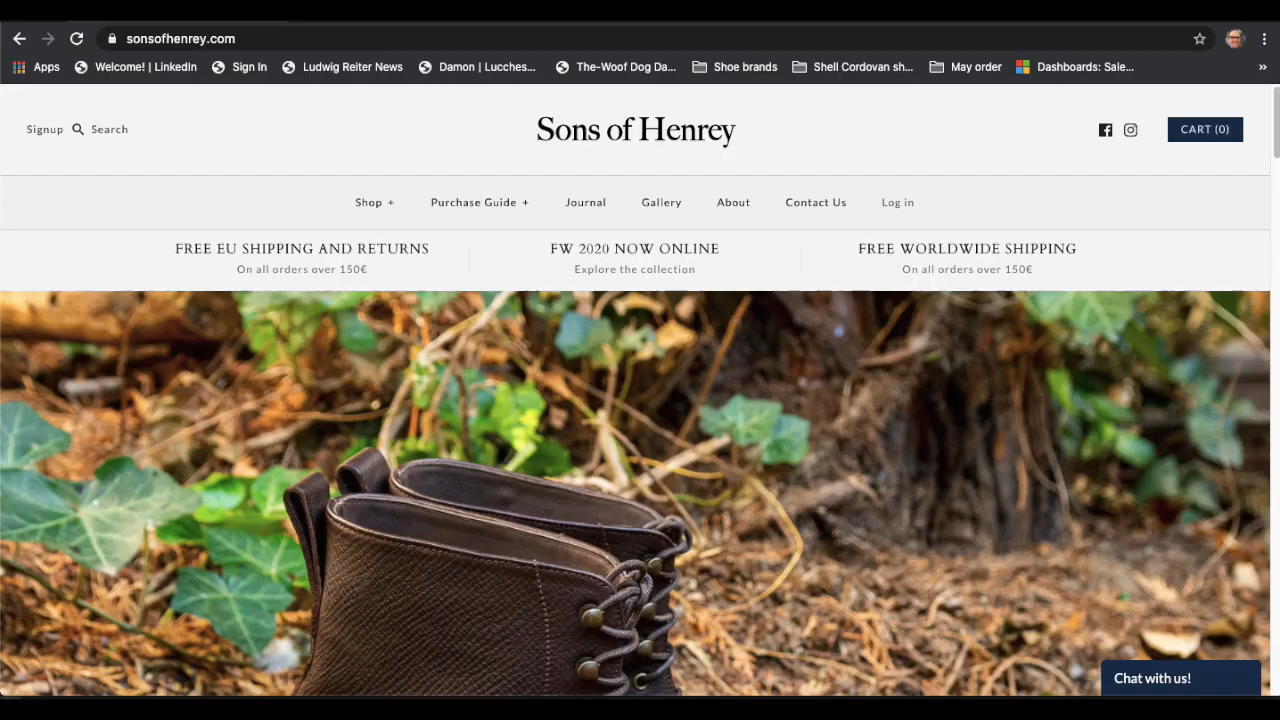 sonsofhenrey.com
Apps Welcome! | LinkedIn Sign In Ludwig Reiter News Damon | Lucches... The-Woof Dog Da... Shoe brands Shell Cordovan sh... May order Dashboards: Sale... »
Signup Search Sons of Henrey CART (0)
Shop + Purchase Guide + Journal Gallery About Contact Us Log in
FREE EU SHIPPING AND RETURNS FW 2020 NOW ONLINE FREE WORLDWIDE SHIPPING
On all orders over 150€ Explore the collection On all orders over 150€
Chat with us!